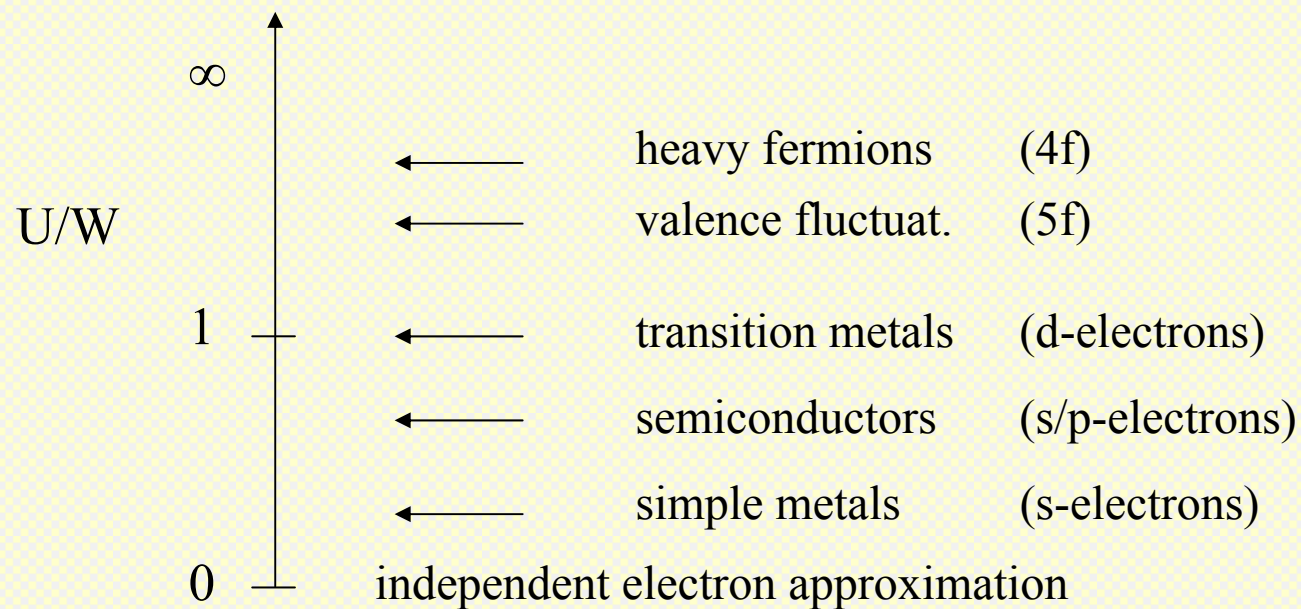 ∞
heavy fermions (4f)
U/W
valence fluctuat. (5f)
1
transition metals (d-electrons)
semiconductors (s/p-electrons)
simple metals (s-electrons)
0
independent electron approximation